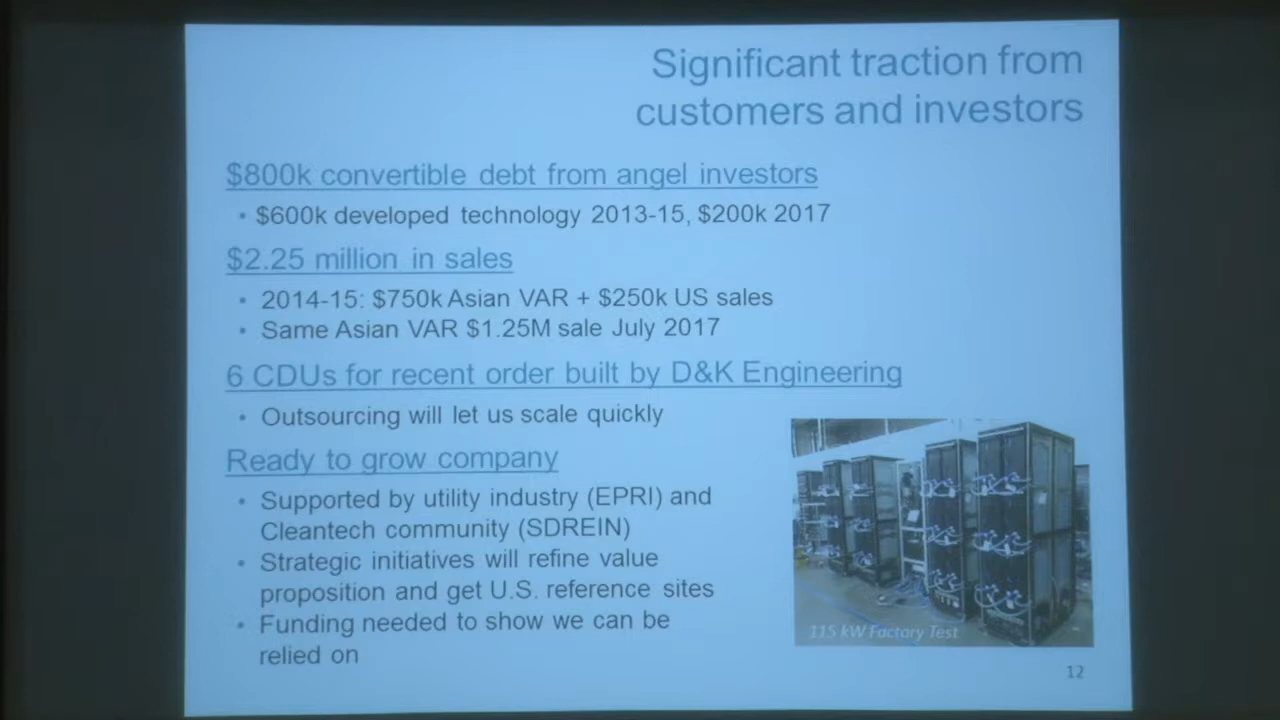 Significant traction from
customers and investors
$800k convertible debt from angel investors
• $600k developed technology 2013-15, $200k 2017
$2.25 million in sales
• 2014-15: $750k Asian VAR + $250k US sales
• Same Asian VAR $1.25M sale July 2017
6 CDUs for recent order built by D&K Engineering
• Outsourcing will let us scale quickly
Ready to grow company
• Supported by utility industry (EPRI) and
Cleantech community (SDREIN)
• Strategic initiatives will refine value
proposition and get U.S. reference sites
• Funding needed to show we can be
relied on
115 kW Factory Test
12